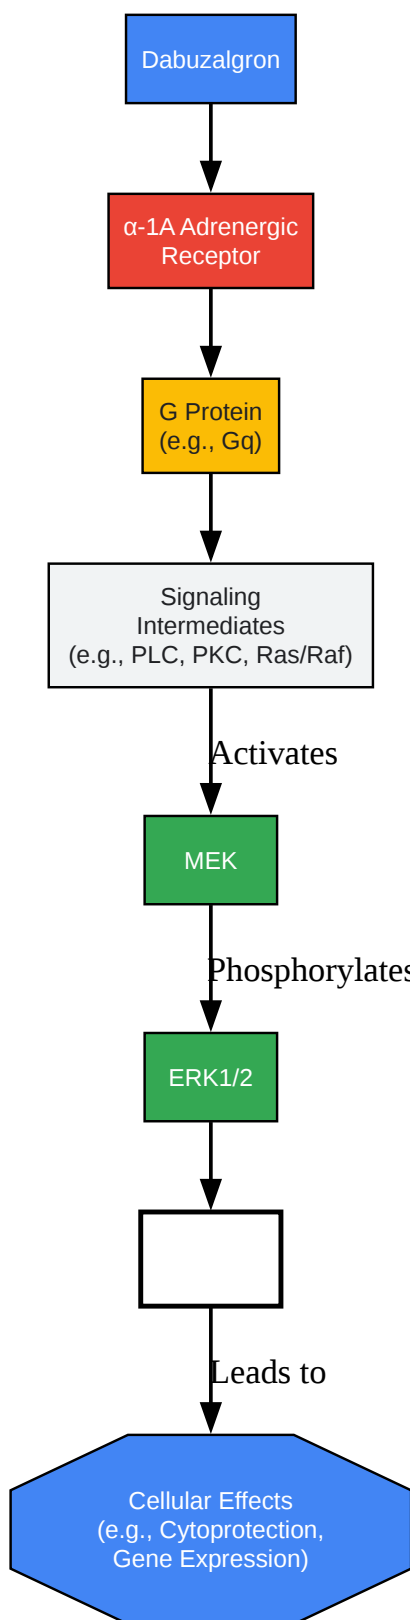 Dabuzalgron
α-1A Adrenergic
Receptor
G Protein
(e.g., Gq)
Signaling
Intermediates
(e.g., PLC, PKC, Ras/Raf)
Activates
MEK
Phosphorylates
ERK1/2
Leads to
Cellular Effects
(e.g., Cytoprotection,
Gene Expression)